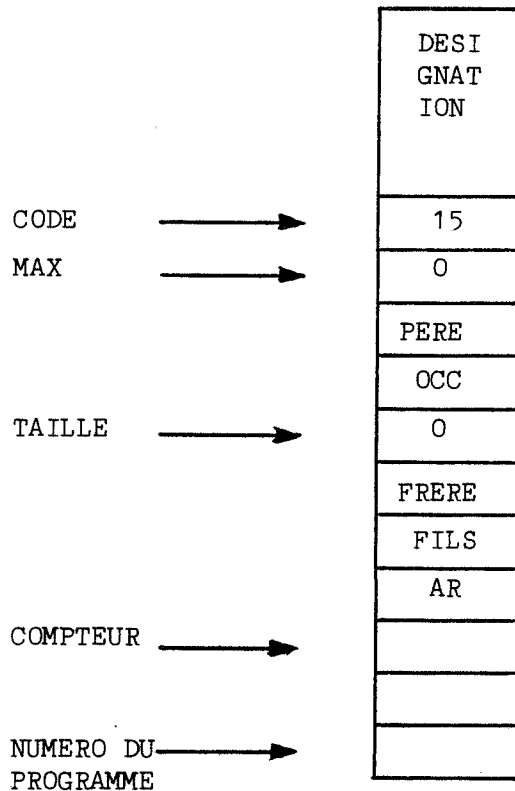 DESI
GNAT
ION
CODE 15
MAX 0
PERE
OCC
TAILLE 0
FRERE
FILS
AR
COMPTEUR
NUMERO DU
PROGRAMME